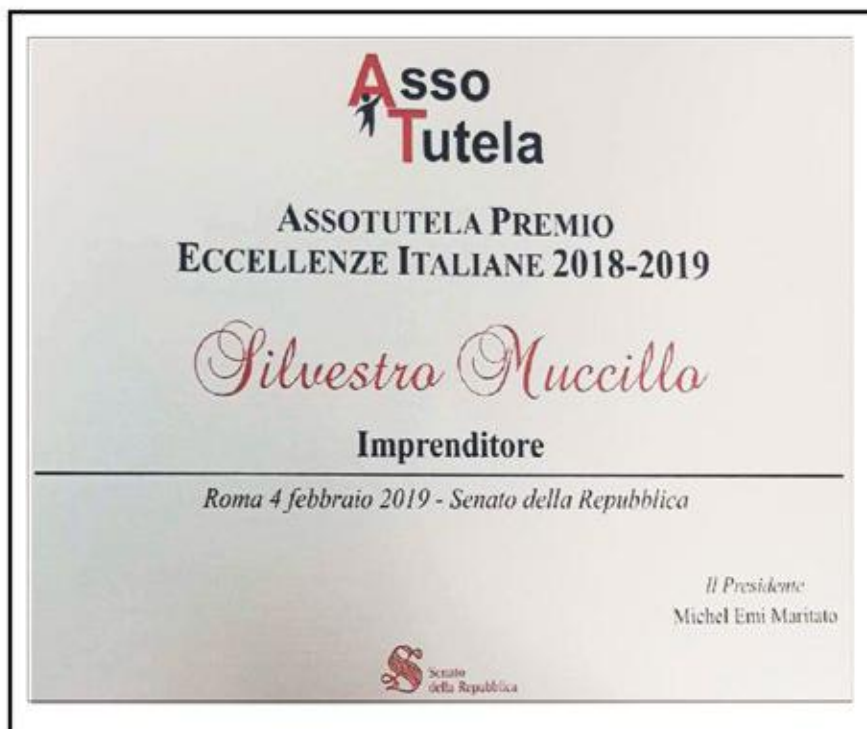 Asso
Tutela
ASSOTUTELA PREMIO
ECCELLENZE ITALIANE 2018-2019
Silvestro Muccillo
Imprenditore
Roma 4 febbraio 2019 - Senato della Repubblica
Il Presidente
Michel Emi Maritato
Senato
della Repubblica